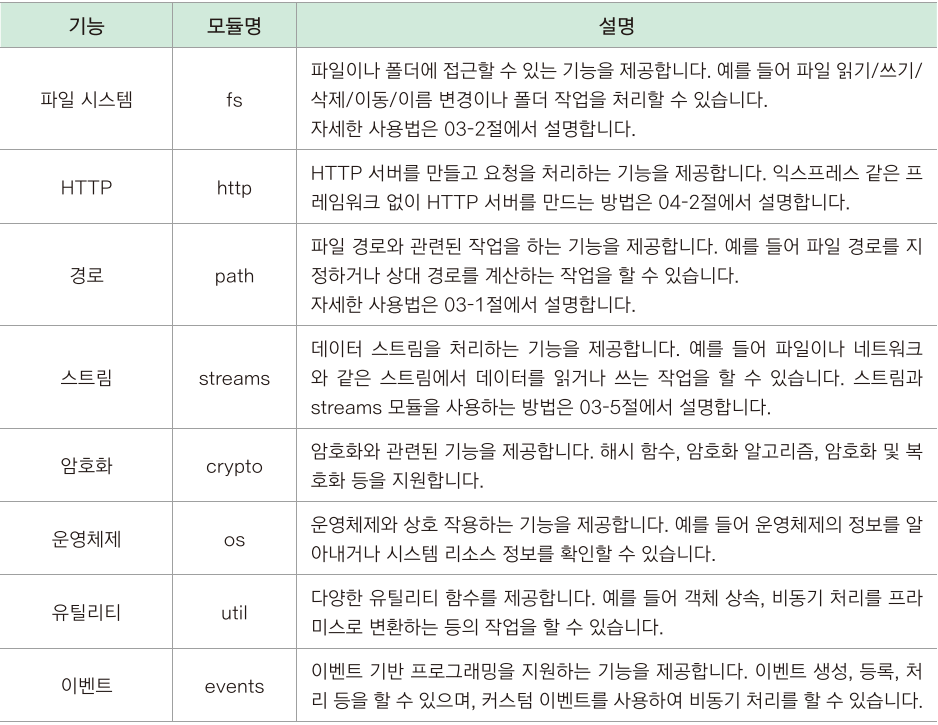 기능 모듈명 설명
파일 시스템 fs
파일이나 폴더에 접근할 수 있는 기능을 제공합니다. 예를 들어 파일 읽기/쓰기/
삭제/이동/이름 변경이나 폴더 작업을 처리할 수 있습니다.
자세한 사용법은 03-2절에서 설명합니다.
HTTP http
HTTP 서버를 만들고 요청을 처리하는 기능을 제공합니다. 익스프레스 같은 프
레임워크 없이 HTTP 서버를 만드는 방법은 04-2절에서 설명합니다.
경로 path
파일 경로와 관련된 작업을 하는 기능을 제공합니다. 예를 들어 파일 경로를 지
정하거나 상대 경로를 계산하는 작업을 할 수 있습니다.
자세한 사용법은 03-1절에서 설명합니다.
스트림 streams
데이터 스트림을 처리하는 기능을 제공합니다. 예를 들어 파일이나 네트워크
와 같은 스트림에서 데이터를 읽거나 쓰는 작업을 할 수 있습니다. 스트림과
streams 모듈을 사용하는 방법은 03-5절에서 설명합니다.
암호화 crypto
암호화와 관련된 기능을 제공합니다. 해시 함수, 암호화 알고리즘, 암호화 및 복
호화 등을 지원합니다.
운영체제 os
운영체제와 상호 작용하는 기능을 제공합니다. 예를 들어 운영체제의 정보를 알
아내거나 시스템 리소스 정보를 확인할 수 있습니다.
유틸리티 util
다양한 유틸리티 함수를 제공합니다. 예를 들어 객체 상속, 비동기 처리를 프라
미스로 변환하는 등의 작업을 할 수 있습니다.
이벤트 events
이벤트 기반 프로그래밍을 지원하는 기능을 제공합니다. 이벤트 생성, 등록, 처
리 등을 할 수 있으며, 커스텀 이벤트를 사용하여 비동기 처리를 할 수 있습니다.